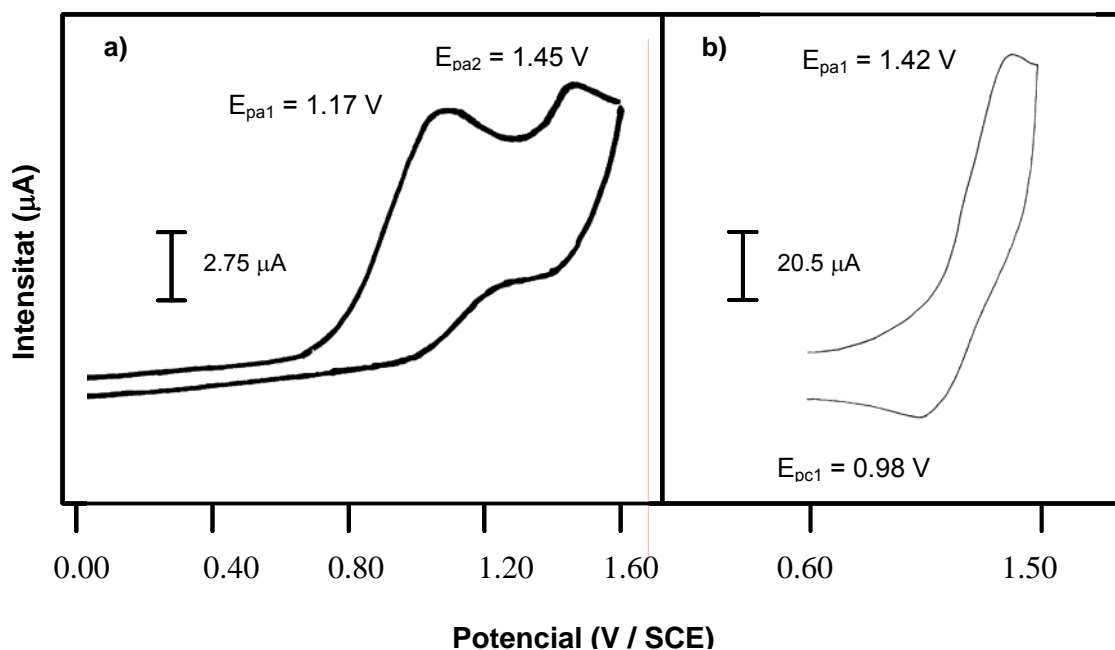 a)
E_pa2 = 1.45 V
E_pa1 = 1.17 V
2.75 μA
Intensitat (μA)
b)
E_pa1 = 1.42 V
20.5 μA
E_pc1 = 0.98 V
0.00 0.40 0.80 1.20 1.60 0.60 1.50
Potencial (V / SCE)